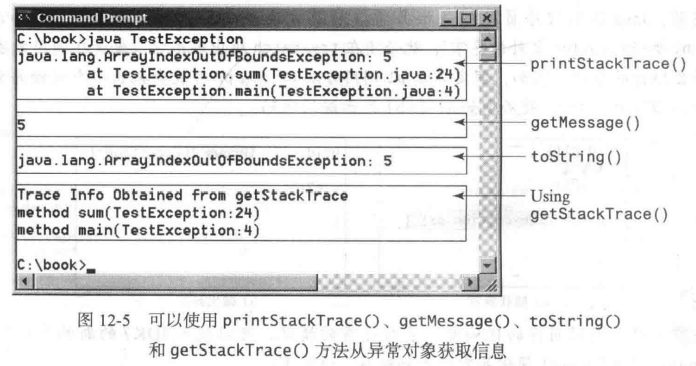 Command Prompt
C:\book>java TestException
java.lang.ArrayIndexOutOfBoundsException: 5
at TestException.sum(TestException.java:24)
at TestException.main(TestException.java:4)
printStackTrace()
5
getMessage()
java.lang.ArrayIndexOutOfBoundsException: 5
toString()
Trace Info Obtained from getStackTrace
method sum(TestException:24)
method main(TestException:4)
Using
getStackTrace()
C:\book>_
图 12-5 可以使用 printStackTrace()、getMessage()、toString()
和 getStackTrace() 方法从异常对象获取信息